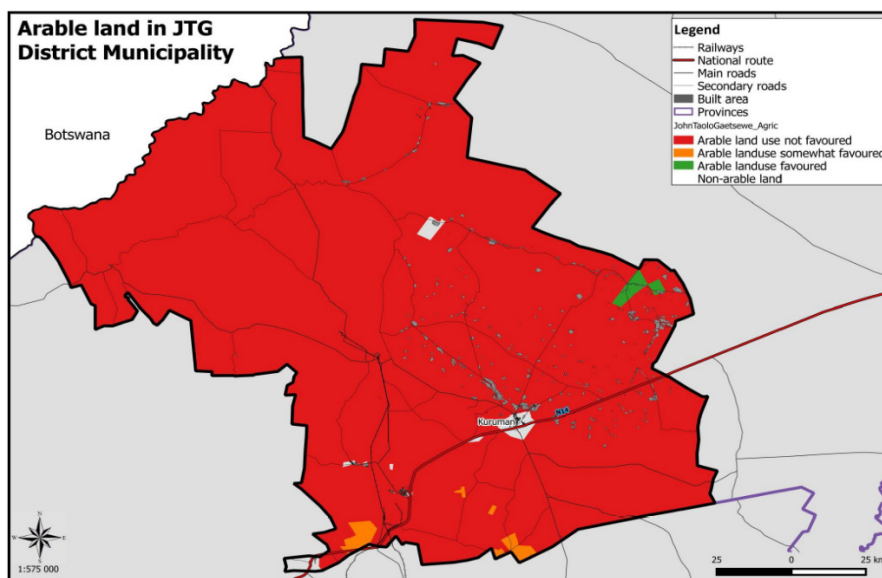 Arable land in JTG
District Municipality
Legend
Railways
National route
Main roads
Secondary roads
Built area
Provinces
JohnTaoloGaetsewe_Agric
Arable land use not favoured
Arable landuse somewhat favoured
Arable landuse favoured
Non-arable land
Botswana
N14
Kuruman
N
W
E
S
1:575 000
25
0
25 km